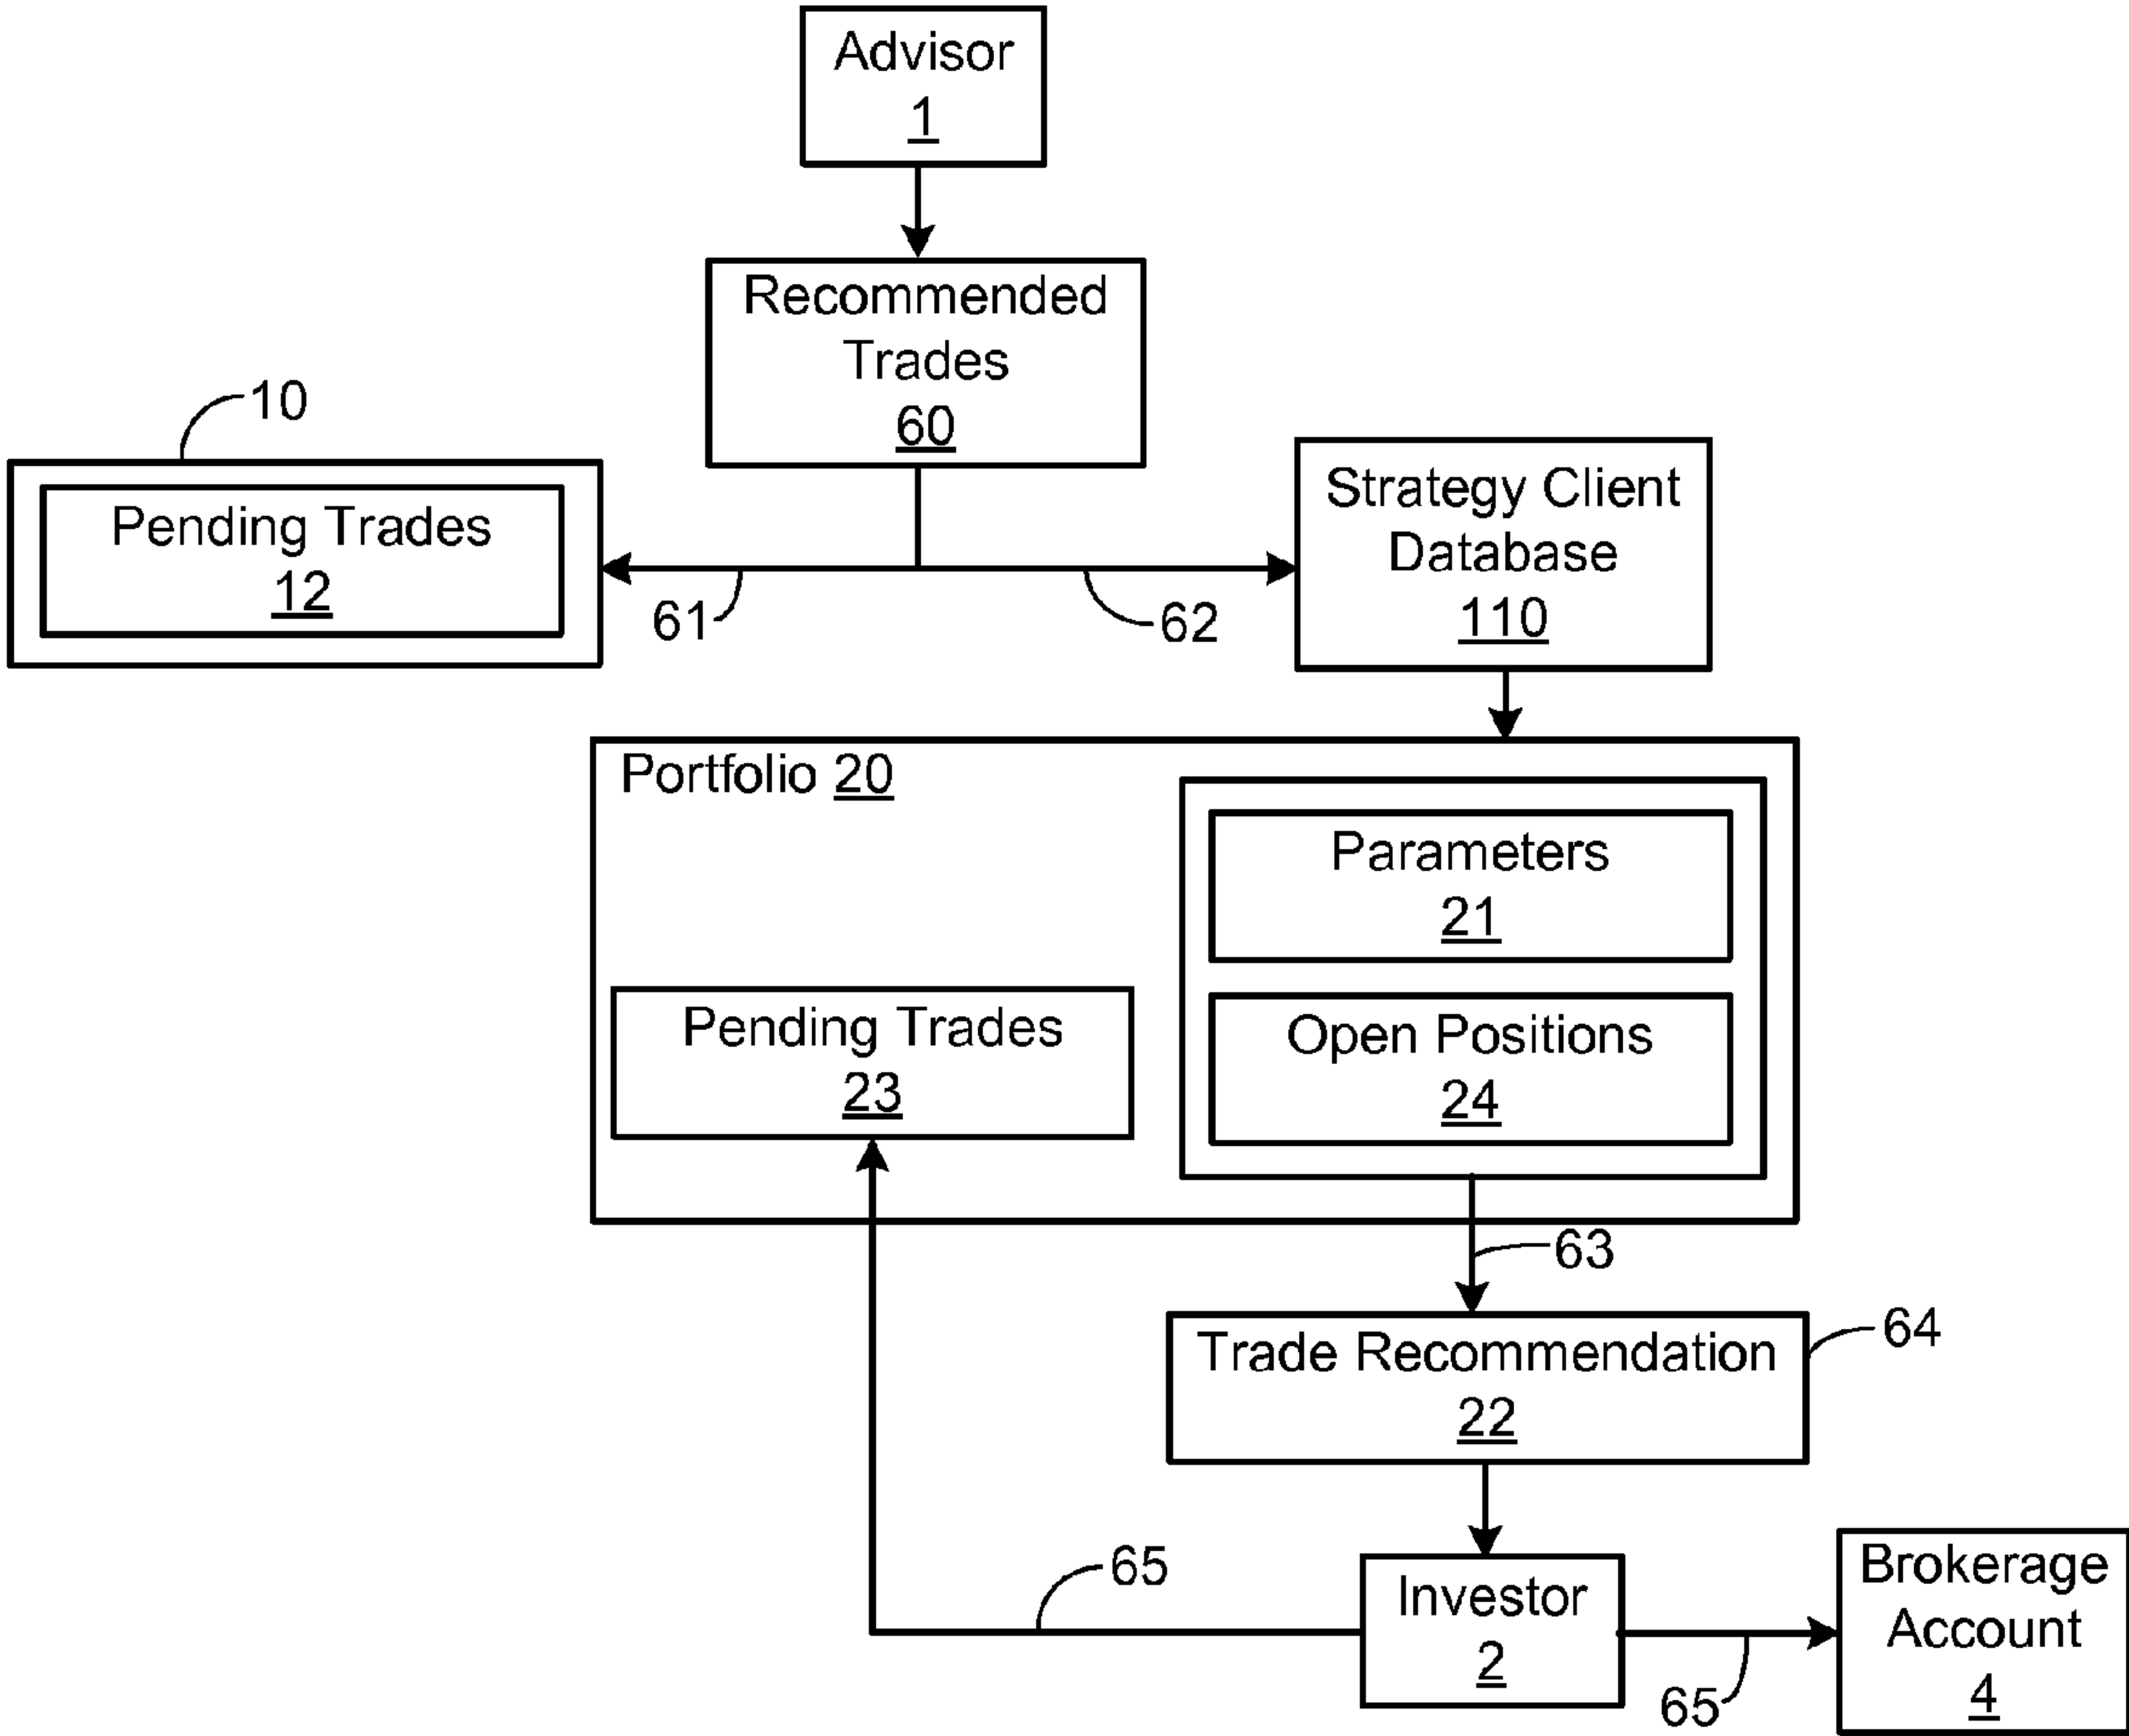 Advisor
1
Recommended
Trades
60
10
Pending Trades
12
61
62
Strategy Client
Database
110
Portfolio 20
Parameters
21
Pending Trades
23
Open Positions
24
63
Trade Recommendation
22
64
65
Investor
2
65
Brokerage
Account
4